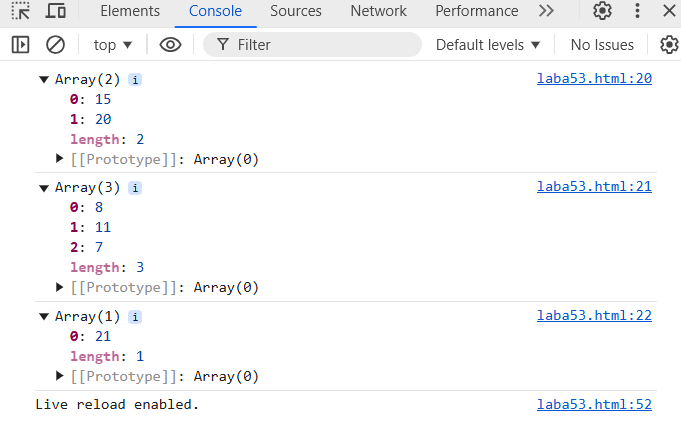 Elements Console Sources Network Performance
top Filter Default levels No Issues
Array(2) i laba53.html:20
0: 15
1: 20
length: 2
[[Prototype]]: Array(0)
Array(3) i laba53.html:21
0: 8
1: 11
2: 7
length: 3
[[Prototype]]: Array(0)
Array(1) i laba53.html:22
0: 21
length: 1
[[Prototype]]: Array(0)
Live reload enabled. laba53.html:52